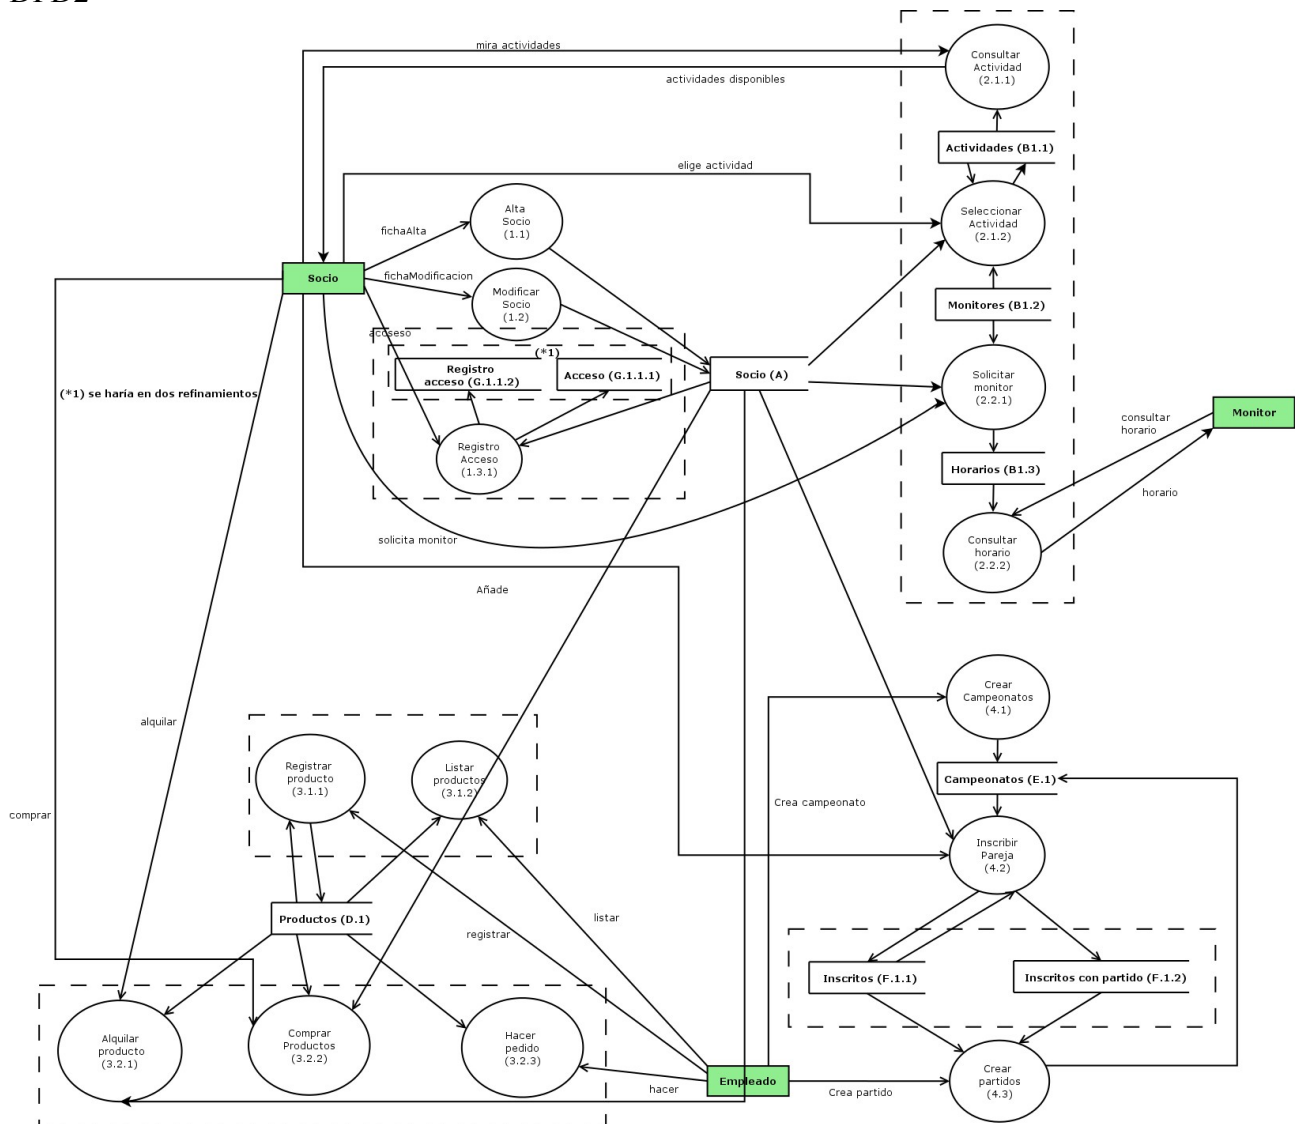 DFD2
mira actividades
Consultar
Actividad
(2.1.1)
actividades disponibles
Actividades (B1.1)
elige actividad
Alta
Socio
(1.1)
Seleccionar
Actividad
(2.1.2)
fichaAlta
Socio
fichaModificacion
Modificar
Socio
(1.2)
Monitores (B1.2)
accseso
(*1)
Registro
acceso (G.1.1.2)
Acceso (G.1.1.1)
Socio (A)
Solicitar
monitor
(2.2.1)
(*1) se haría en dos refinamientos
consultar
horario
Monitor
Registro
Acceso
(1.3.1)
Horarios (B1.3)
horario
solicita monitor
Consultar
horario
(2.2.2)
Añade
Crear
Campeonatos
(4.1)
alquilar
Registrar
producto
(3.1.1)
Listar
productos
(3.1.2)
Campeonatos (E.1)
Crea campeonato
comprar
Inscribir
Pareja
(4.2)
Productos (D.1)
listar
registrar
Inscritos (F.1.1)
Inscritos con partido (F.1.2)
Alquilar
producto
(3.2.1)
Comprar
Productos
(3.2.2)
Hacer
pedido
(3.2.3)
Empleado
hacer
Crea partido
Crear
partidos
(4.3)